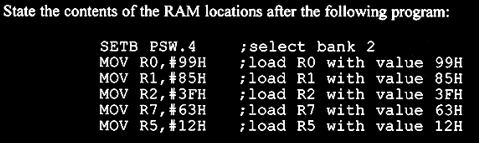 State the contents of the RAM locations after the following program:
SETB PSW.4 ;select bank 2
MOV R0,#99H ;load R0 with value 99H
MOV R1,#85H ;load R1 with value 85H
MOV R2,#3FH ;load R2 with value 3FH
MOV R7,#63H ;load R7 with value 63H
MOV R5,#12H ;load R5 with value 12H